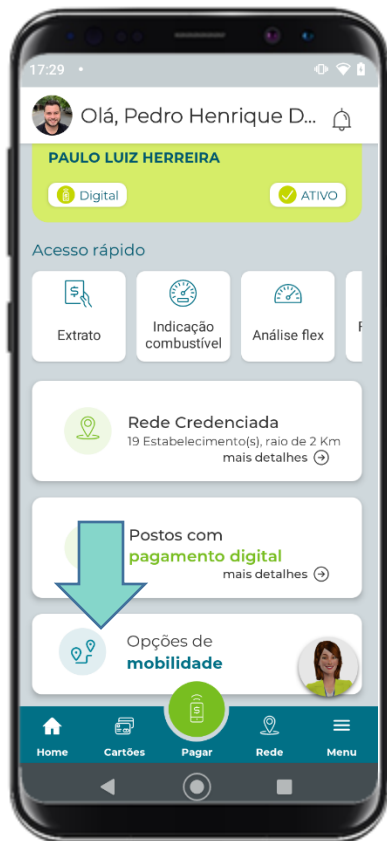 17:29
Olá, Pedro Henrique D...
PAULO LUIZ HERREIRA
Digital
ATIVO
Acesso rápido
Extrato
Indicação
combustível
Análise flex
Rede Credenciada
19 Estabelecimento(s), raio de 2 Km
mais detalhes
Postos com
pagamento digital
mais detalhes
Opções de
mobilidade
Home
Cartões
Pagar
Rede
Menu